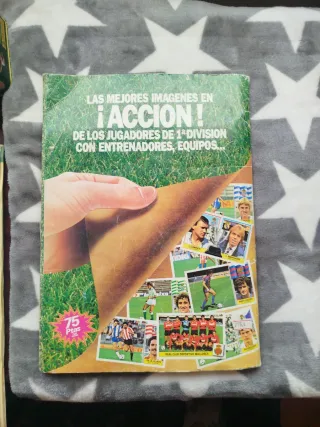 LAS MEJORES IMAGENES EN
¡ACCION!
DE LOS JUGADORES DE 1ª DIVISION
CON ENTRENADORES, EQUIPOS...
75
Ptas